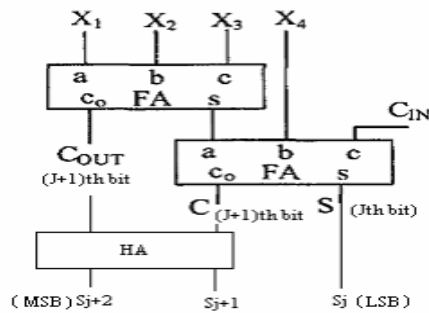 X1 X2 X3 X4
a b c
co FA s
CIN
COUT
(J+1)th bit
a b c
co FA s
C (J+1)th bit S (Jth bit)
HA
(MSB) Sj+2 Sj+1 Sj (LSB)